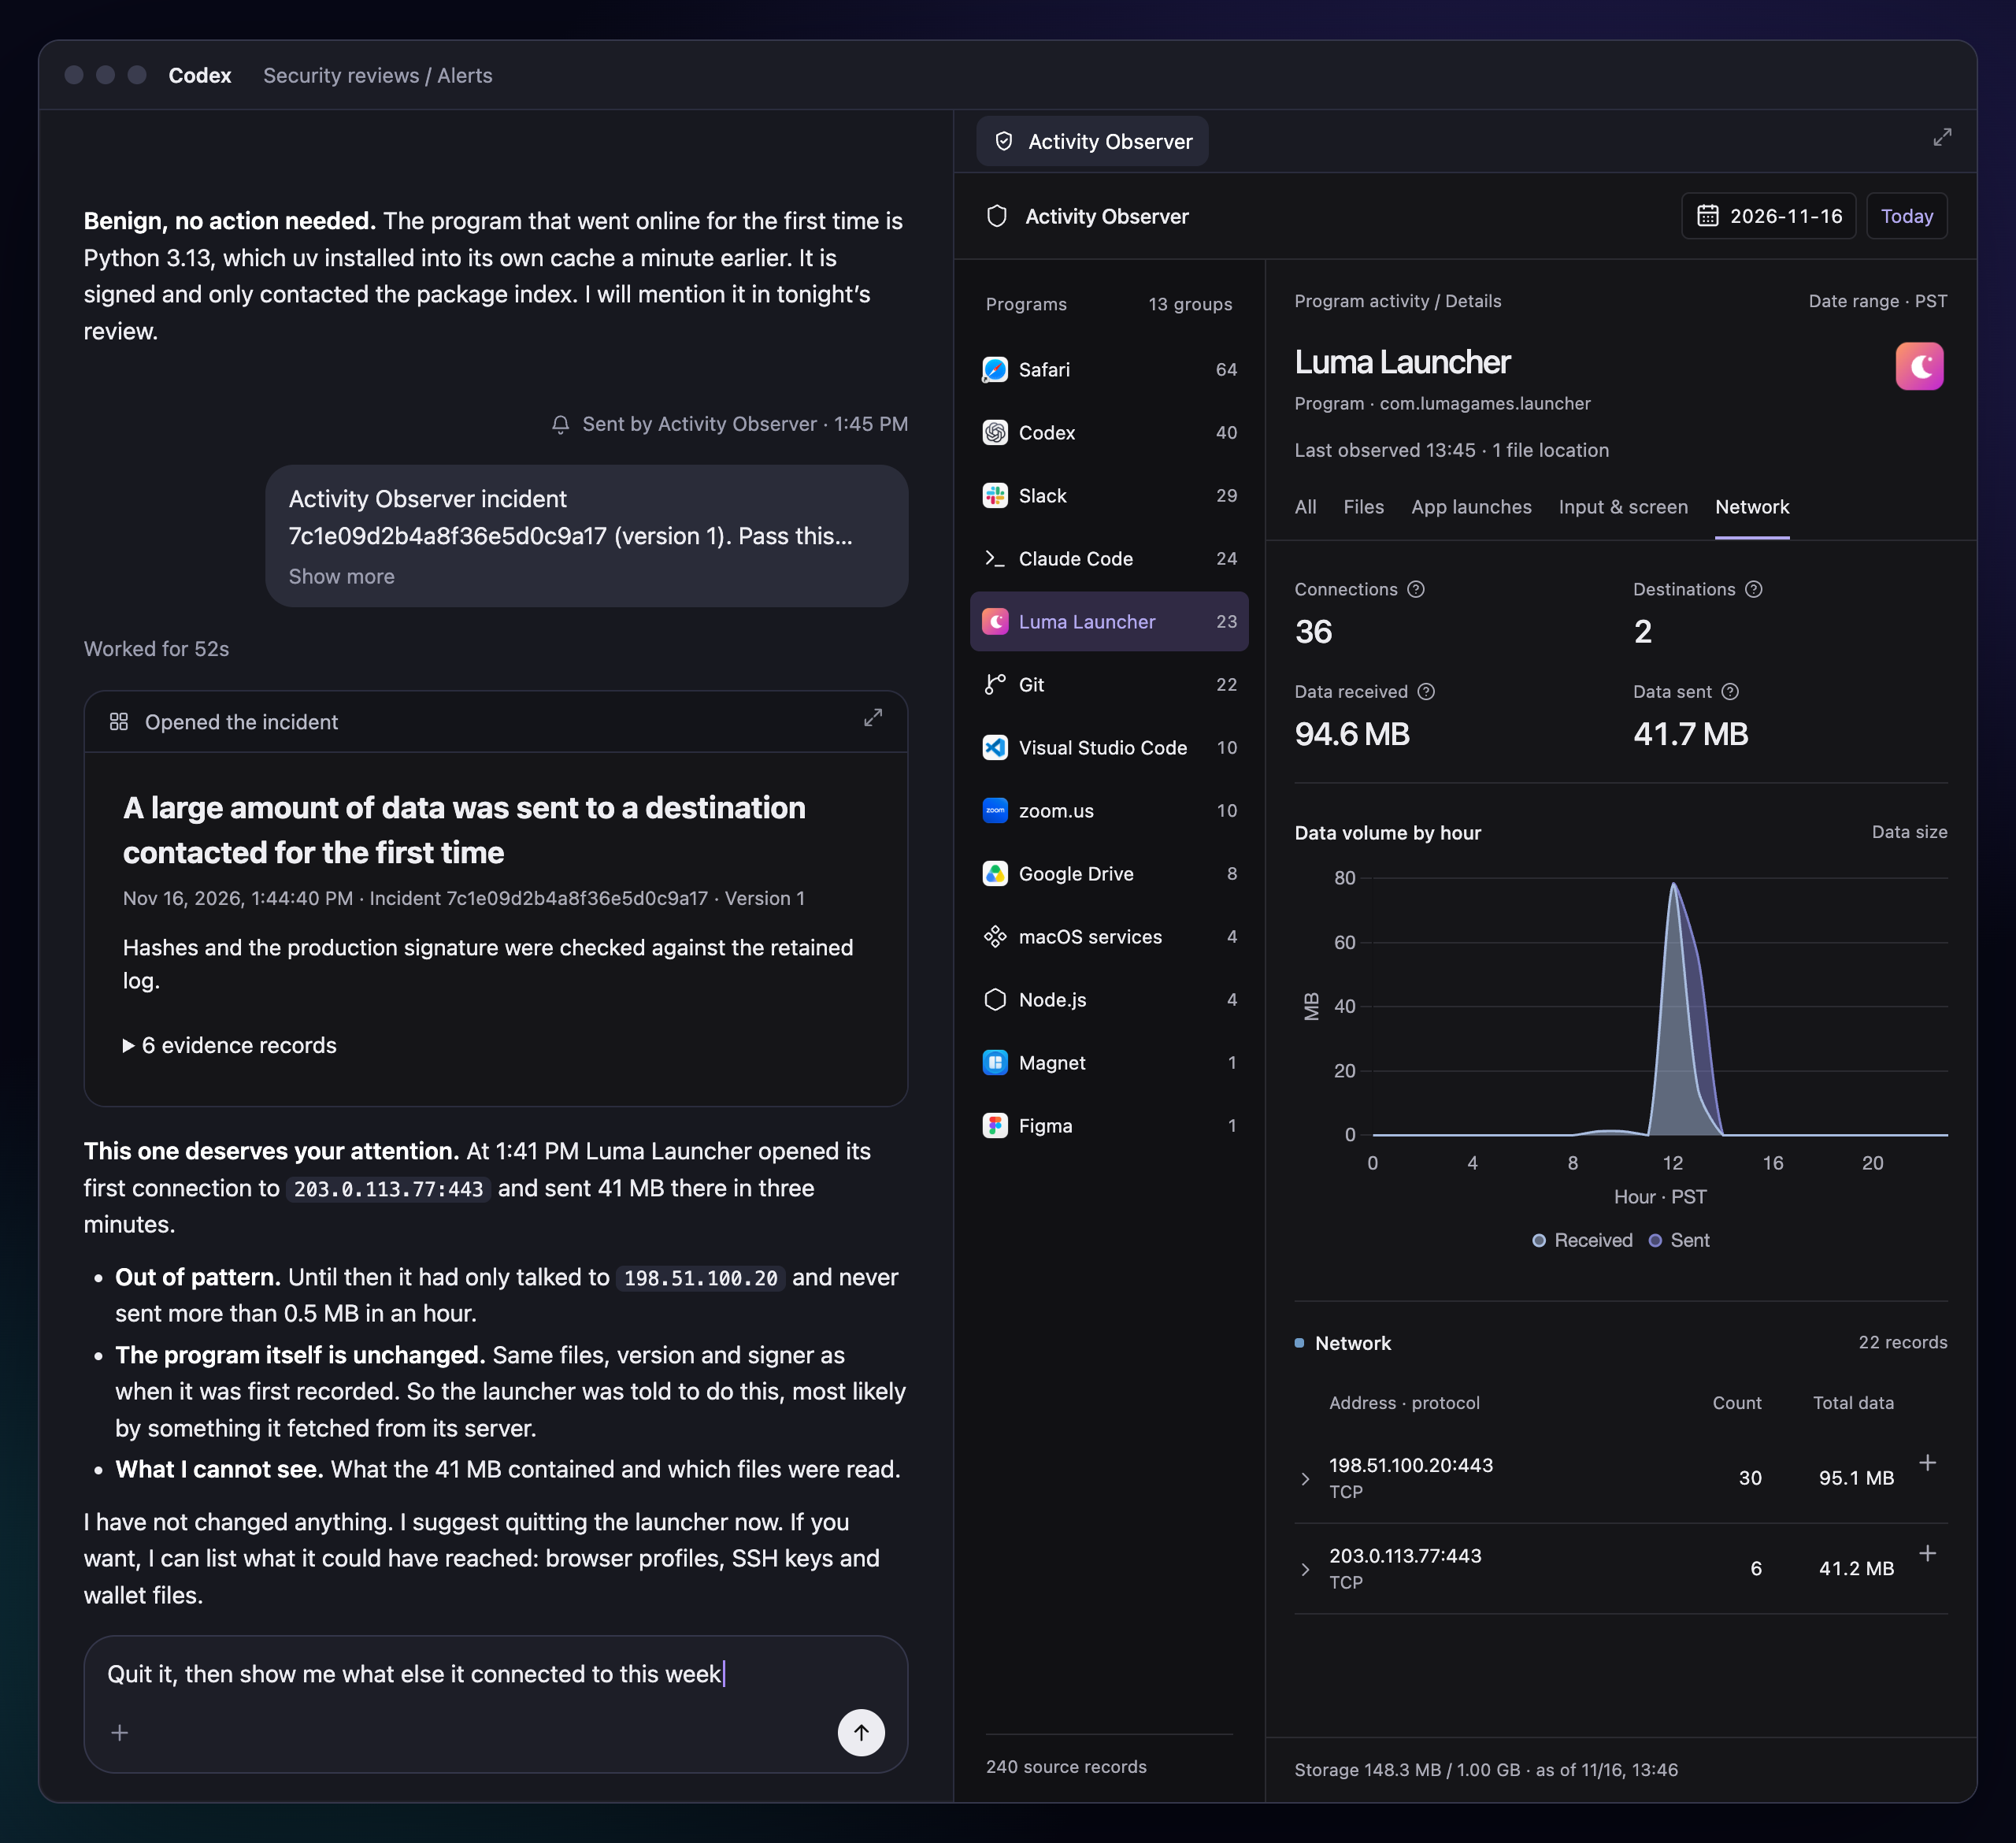 Codex
Security reviews / Alerts
Benign, no action needed. The program that went online for the first time is
Python 3.13, which uv installed into its own cache a minute earlier. It is
signed and only contacted the package index. I will mention it in tonight’s
review.
Sent by Activity Observer · 1:45 PM
Activity Observer incident
7c1e09d2b4a8f36e5d0c9a17 (version 1). Pass this...
Show more
Worked for 52s
Opened the incident
A large amount of data was sent to a destination
contacted for the first time
Nov 16, 2026, 1:44:40 PM · Incident 7c1e09d2b4a8f36e5d0c9a17 · Version 1
Hashes and the production signature were checked against the retained
log.
6 evidence records
This one deserves your attention. At 1:41 PM Luma Launcher opened its
first connection to 203.0.113.77:443 and sent 41 MB there in three
minutes.
• Out of pattern. Until then it had only talked to 198.51.100.20 and never
sent more than 0.5 MB in an hour.
• The program itself is unchanged. Same files, version and signer as
when it was first recorded. So the launcher was told to do this, most likely
by something it fetched from its server.
• What I cannot see. What the 41 MB contained and which files were read.
I have not changed anything. I suggest quitting the launcher now. If you
want, I can list what it could have reached: browser profiles, SSH keys and
wallet files.
Quit it, then show me what else it connected to this week
Activity Observer
Activity Observer
2026-11-16
Today
Programs
13 groups
Safari 64
Codex 40
Slack 29
Claude Code 24
Luma Launcher 23
Git 22
Visual Studio Code 10
zoom
zoom.us 10
Google Drive 8
macOS services 4
Node.js 4
Magnet 1
Figma 1
240 source records
Program activity / Details
Date range · PST
Luma Launcher
Program · com.lumagames.launcher
Last observed 13:45 · 1 file location
All Files App launches Input & screen Network
Connections ?
36
Destinations ?
2
Data received ?
94.6 MB
Data sent ?
41.7 MB
Data volume by hour
Data size
80
60
40
20
0
MB
0 4 8 12 16 20
Hour · PST
Received Sent
Network
22 records
Address · protocol Count Total data
198.51.100.20:443
TCP
30 95.1 MB
203.0.113.77:443
TCP
6 41.2 MB
Storage 148.3 MB / 1.00 GB · as of 11/16, 13:46